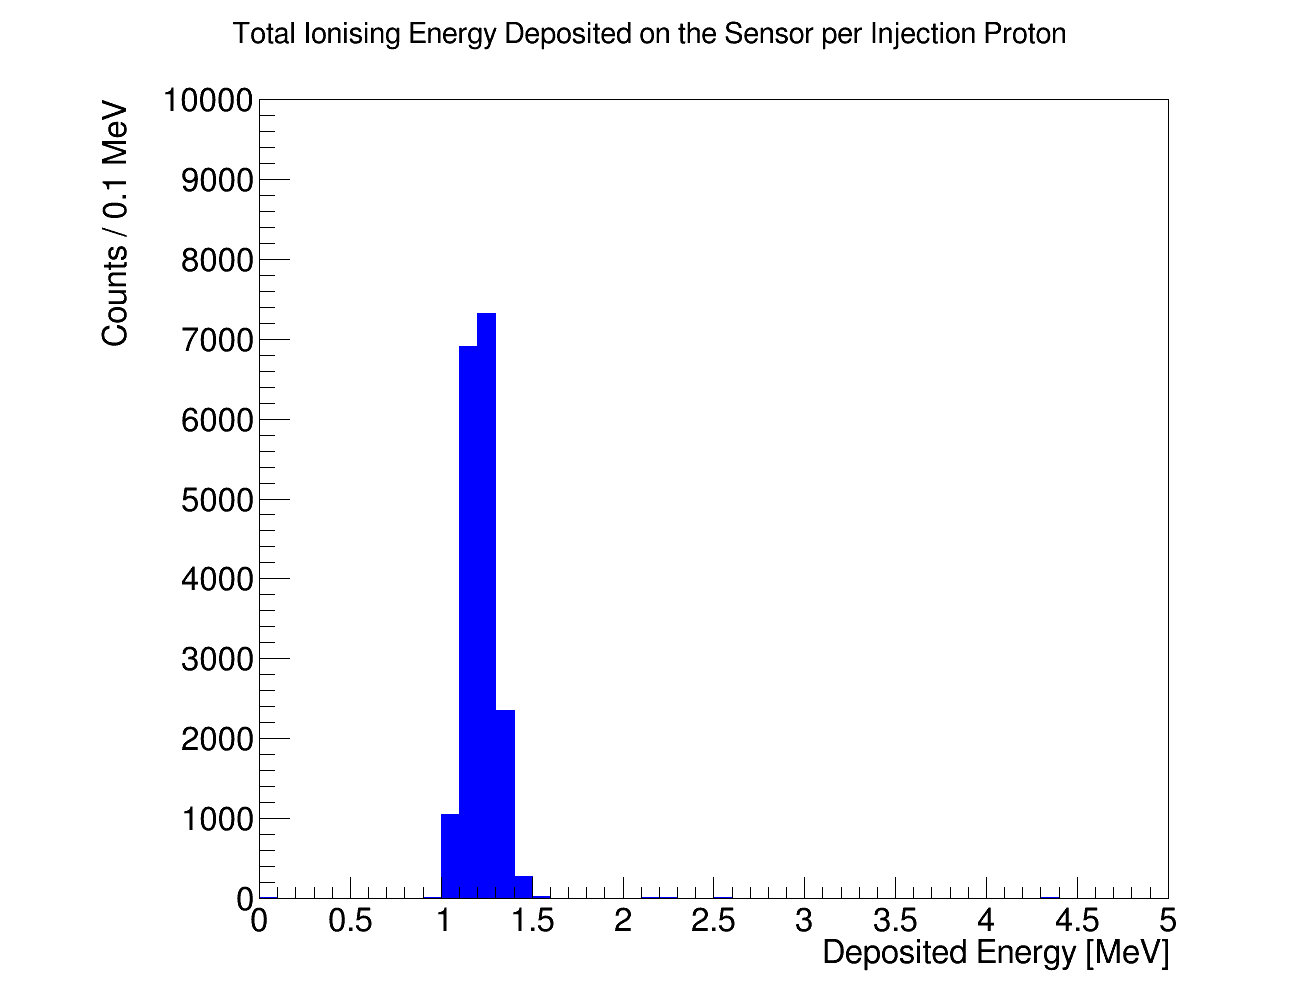 Total Ionising Energy Deposited on the Sensor per Injection Proton
Counts / 0.1 MeV
10000
9000
8000
7000
6000
5000
4000
3000
2000
1000
0
0 0.5 1 1.5 2 2.5 3 3.5 4 4.5 5
Deposited Energy [MeV]